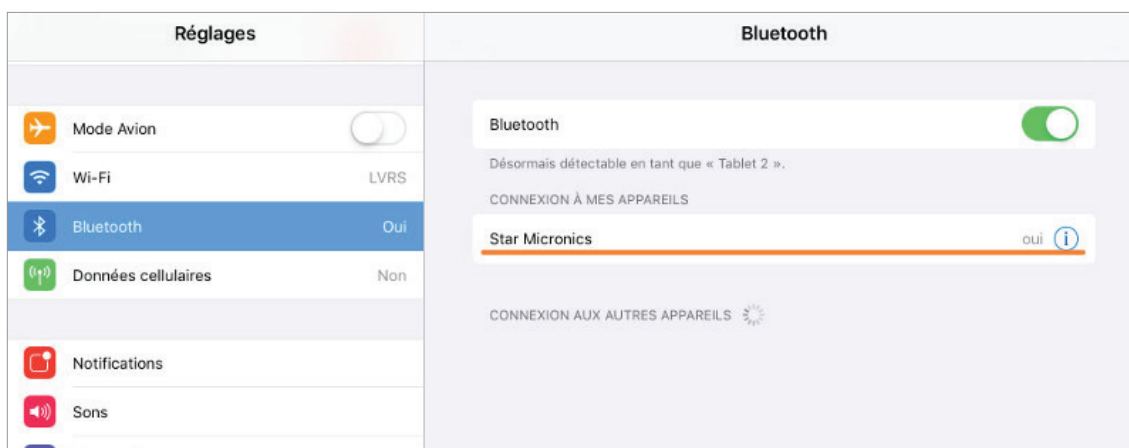 Réglages
Mode Avion
Wi-Fi LVRS
Bluetooth Oui
Données cellulaires Non
Notifications
Sons
Bluetooth
Bluetooth
Désormais détectable en tant que « Tablet 2 ».
CONNEXION À MES APPAREILS
Star Micronics oui
CONNEXION AUX AUTRES APPAREILS